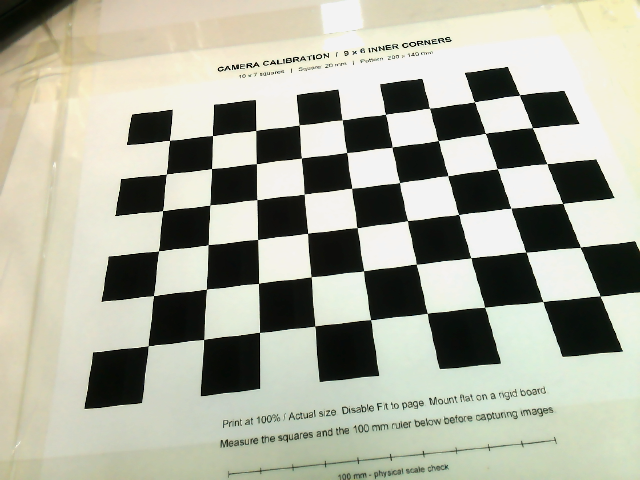 CAMERA CALIBRATION / 9 x 6 INNER CORNERS
10 x 7 squares | Square 20 mm | Pattern 200 x 140 mm
Print at 100% / Actual size. Disable Fit to page. Mount flat on a rigid board.
Measure the squares and the 100 mm ruler below before capturing images.
100 mm - physical scale check